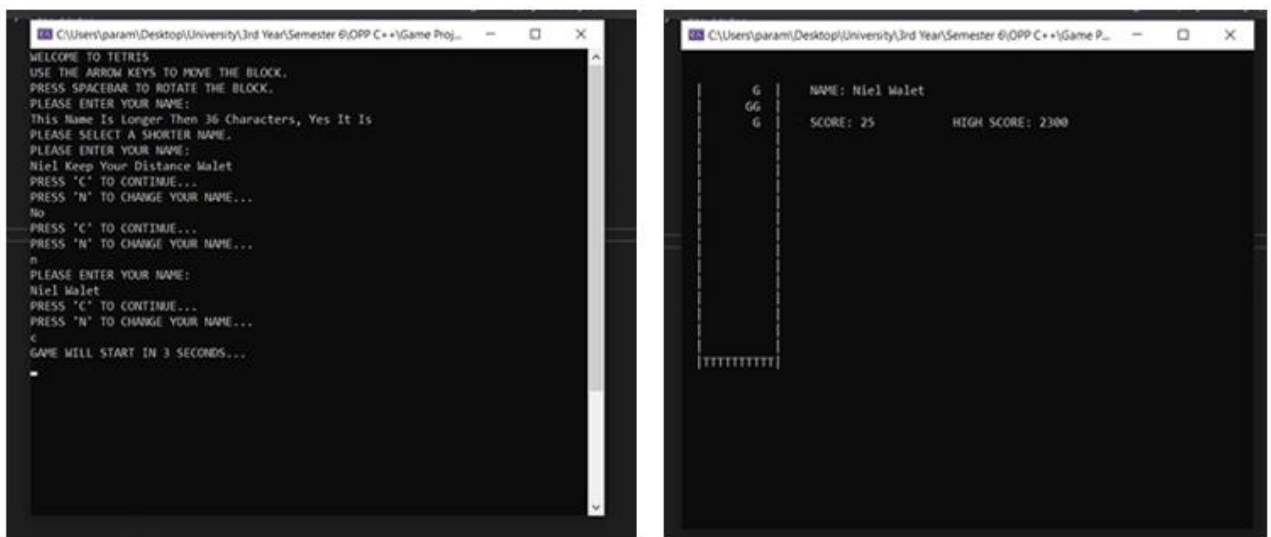 C:\Users\param\Desktop\University\3rd Year\Semester 6\OPP C++\Game Proj...
WELCOME TO TETRIS
USE THE ARROW KEYS TO MOVE THE BLOCK.
PRESS SPACEBAR TO ROTATE THE BLOCK.
PLEASE ENTER YOUR NAME:
This Name Is Longer Then 36 Characters, Yes It Is
PLEASE SELECT A SHORTER NAME.
PLEASE ENTER YOUR NAME:
Niel Keep Your Distance Walet
PRESS 'C' TO CONTINUE...
PRESS 'N' TO CHANGE YOUR NAME...
No
PRESS 'C' TO CONTINUE...
PRESS 'N' TO CHANGE YOUR NAME...
n
PLEASE ENTER YOUR NAME:
Niel Walet
PRESS 'C' TO CONTINUE...
PRESS 'N' TO CHANGE YOUR NAME...
c
GAME WILL START IN 3 SECONDS...
C:\Users\param\Desktop\University\3rd Year\Semester 6\OPP C++\Game P...
G NAME: Niel Walet
GG
G SCORE: 25 HIGH SCORE: 2300
|TTTTTTTTTT|